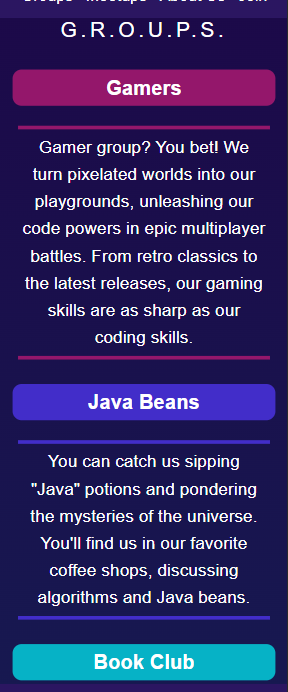 G.R.O.U.P.S.
Gamers
Gamer group? You bet! We
turn pixelated worlds into our
playgrounds, unleashing our
code powers in epic multiplayer
battles. From retro classics to
the latest releases, our gaming
skills are as sharp as our
coding skills.
Java Beans
You can catch us sipping
"Java" potions and pondering
the mysteries of the universe.
You'll find us in our favorite
coffee shops, discussing
algorithms and Java beans.
Book Club